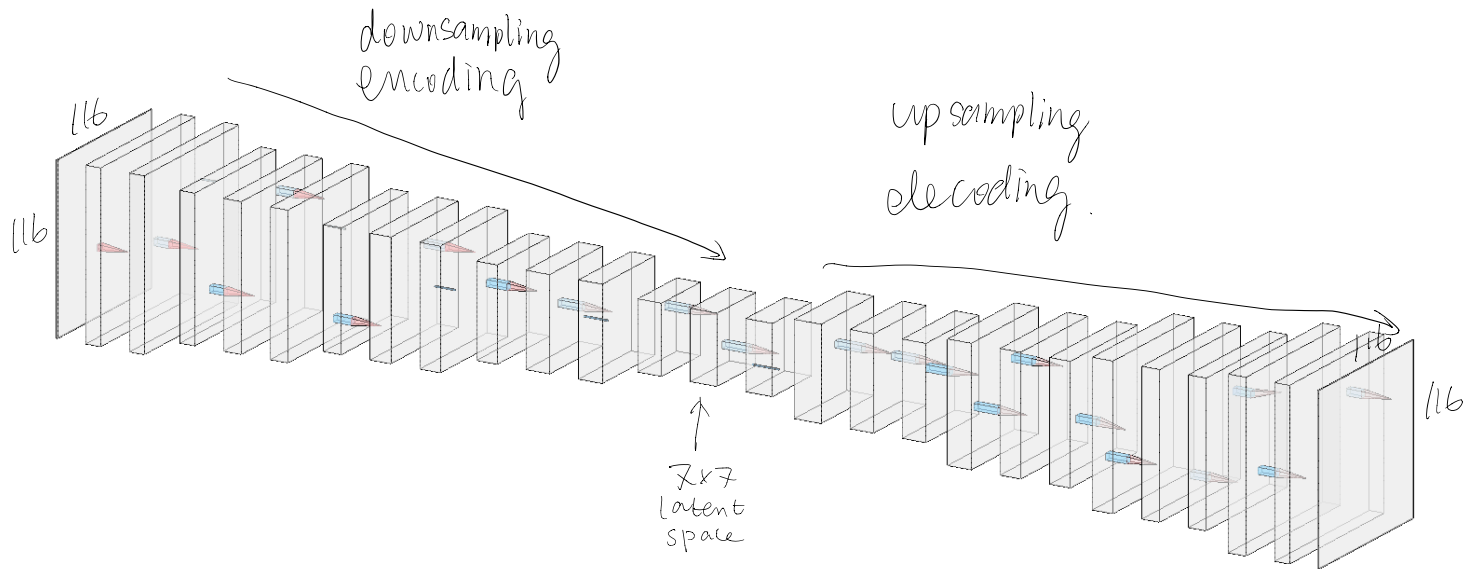 downsampling
encoding
116
116
upsampling
decoding.
116
116
7x7
latent
space